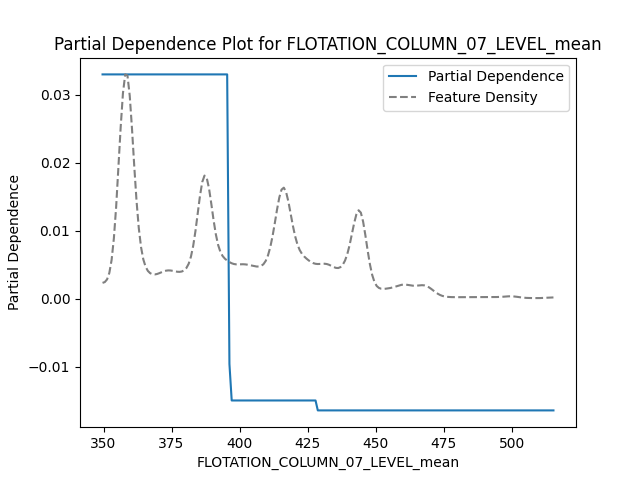 Partial Dependence Plot for FLOTATION_COLUMN_07_LEVEL_mean
Partial Dependence
Feature Density
Partial Dependence
0.03
0.02
0.01
0.00
−0.01
350 375 400 425 450 475 500
FLOTATION_COLUMN_07_LEVEL_mean